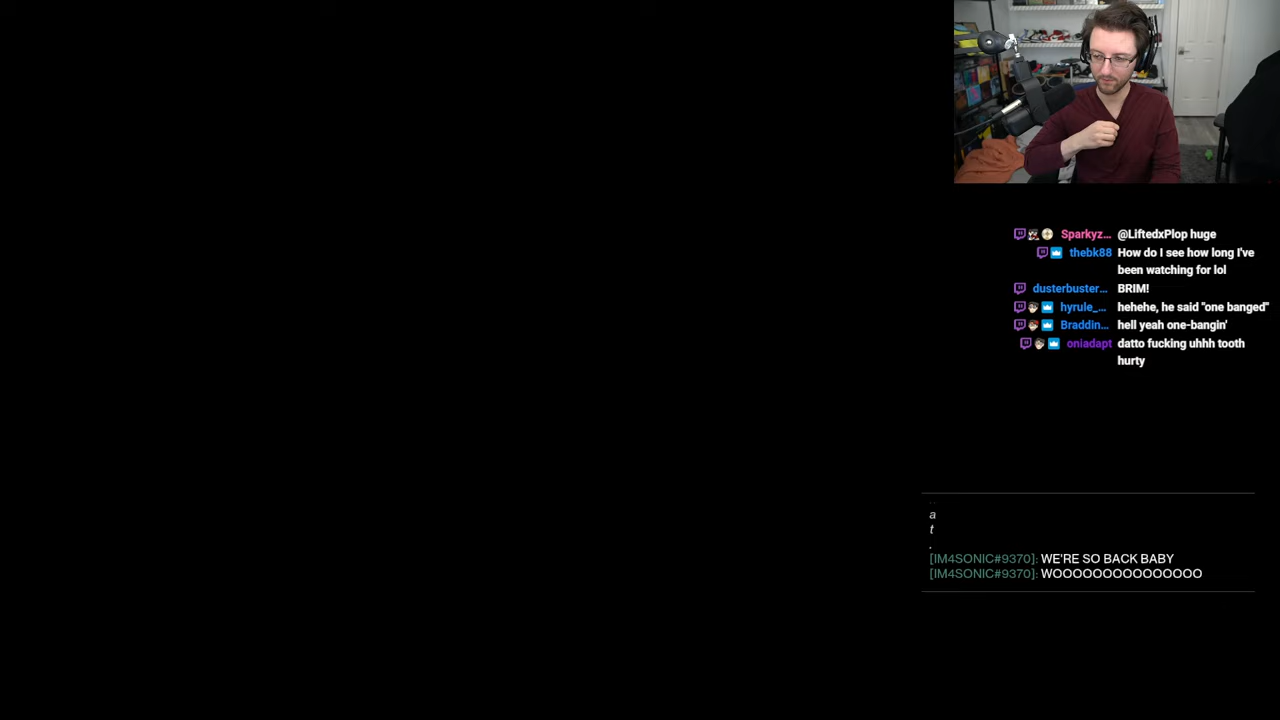 Sparkyz... @LiftedxPlop huge
thebk88 How do I see how long I've
been watching for lol
dusterbuster... BRIM!
hyrule_... hehehe, he said "one banged"
Braddin... hell yeah one-bangin'
oniadapt datto fucking uhhh tooth
hurty
a
t
.
[IM4SONIC#9370]: WE'RE SO BACK BABY
[IM4SONIC#9370]: WOOOOOOOOOOOOOOO